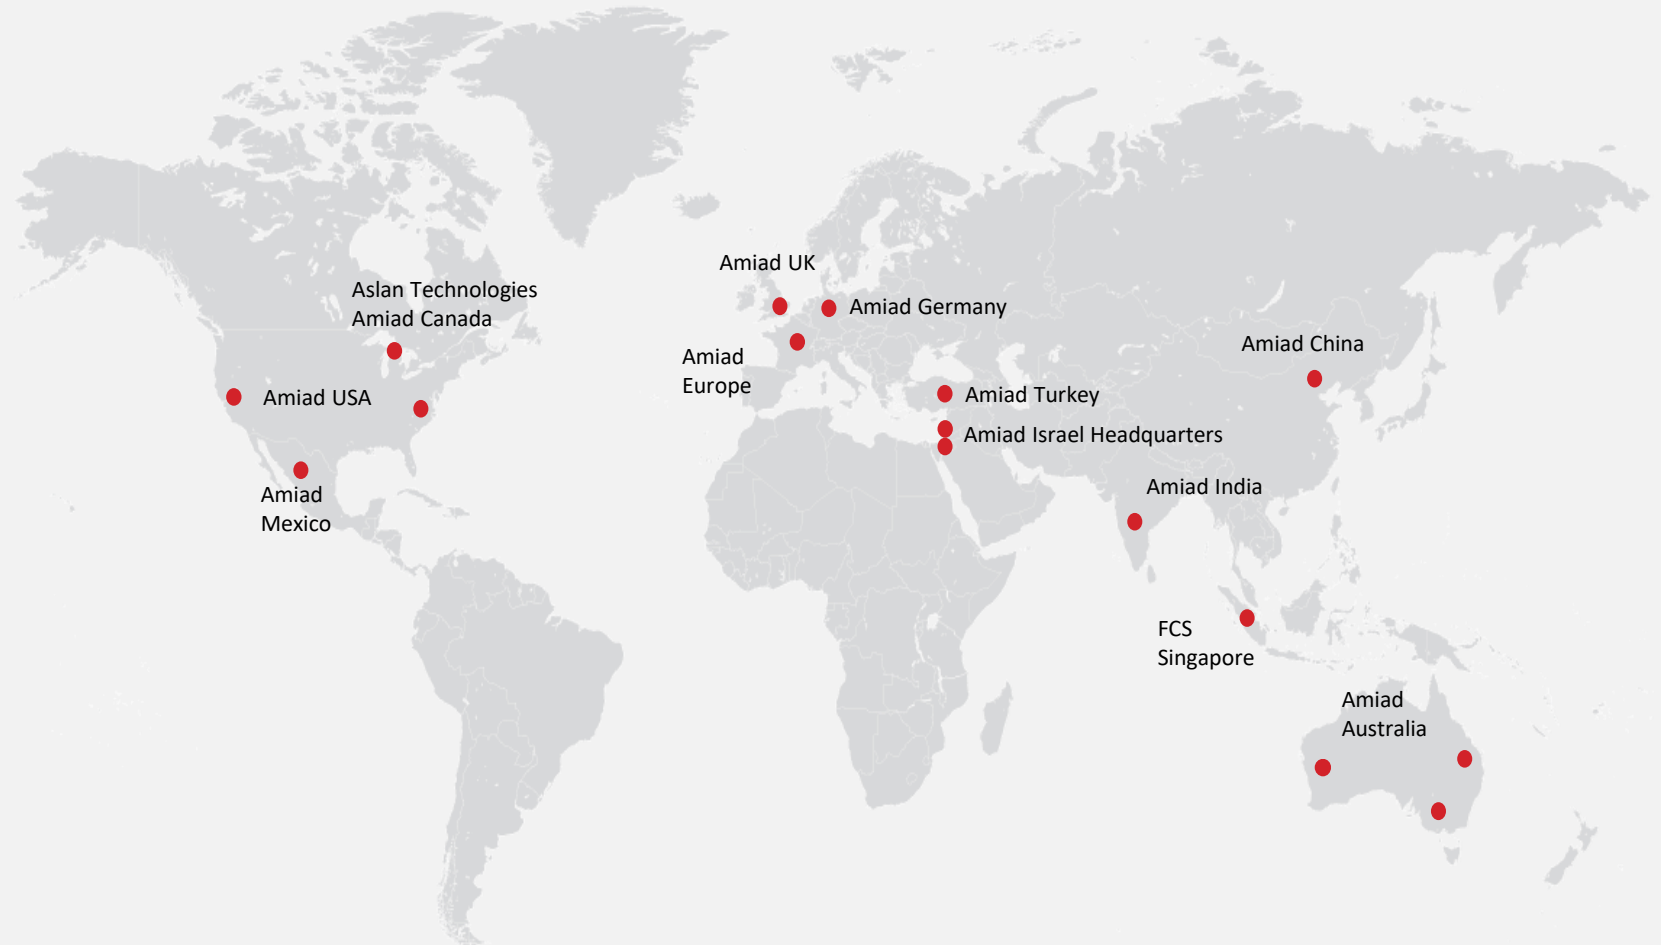 Amiad UK
Aslan Technologies
Amiad Canada
Amiad Germany
Amiad China
Amiad
Europe
Amiad USA
Amiad Turkey
Amiad Israel Headquarters
Amiad India
Amiad
Mexico
FCS
Singapore
Amiad
Australia